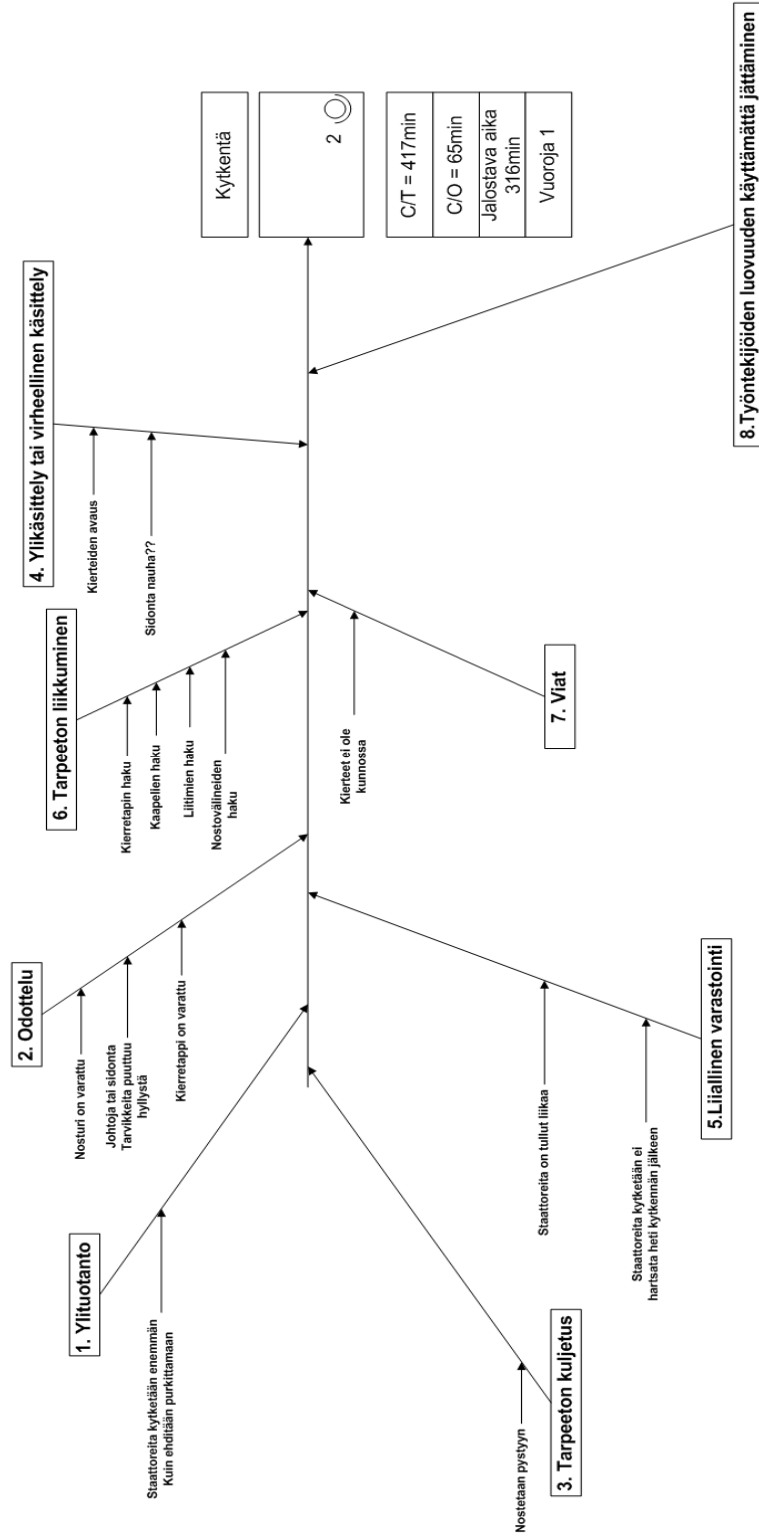 1. Ylituotanto
Staattoreita kytketään enemmän
Kuin ehditään purkittamaan
2. Odottelu
Nosturi on varattu
Johtoja tai sidonta
Tarvikkeita puuttuu
hyllystä
Kierretappi on varattu
6. Tarpeeton liikkuminen
Kierretapin haku
Kaapelien haku
Liitimien haku
Nostovälineiden
haku
4. Ylikäsittely tai virheellinen käsittely
Kierteiden avaus
Sidonta nauha??
Kytkentä
2
C/T = 417min
C/O = 65min
Jalostava aika
316min
Vuoroja 1
3. Tarpeeton kuljetus
Nostetaan pystyyn
5.Liiallinen varastointi
Staattoreita on tullut liikaa
Staattoreita kytketään ei
hartsata heti kytkennän jälkeen
7. Viat
Kierteet ei ole
kunnossa
8.Työntekijöiden luovuuden käyttämättä jättäminen